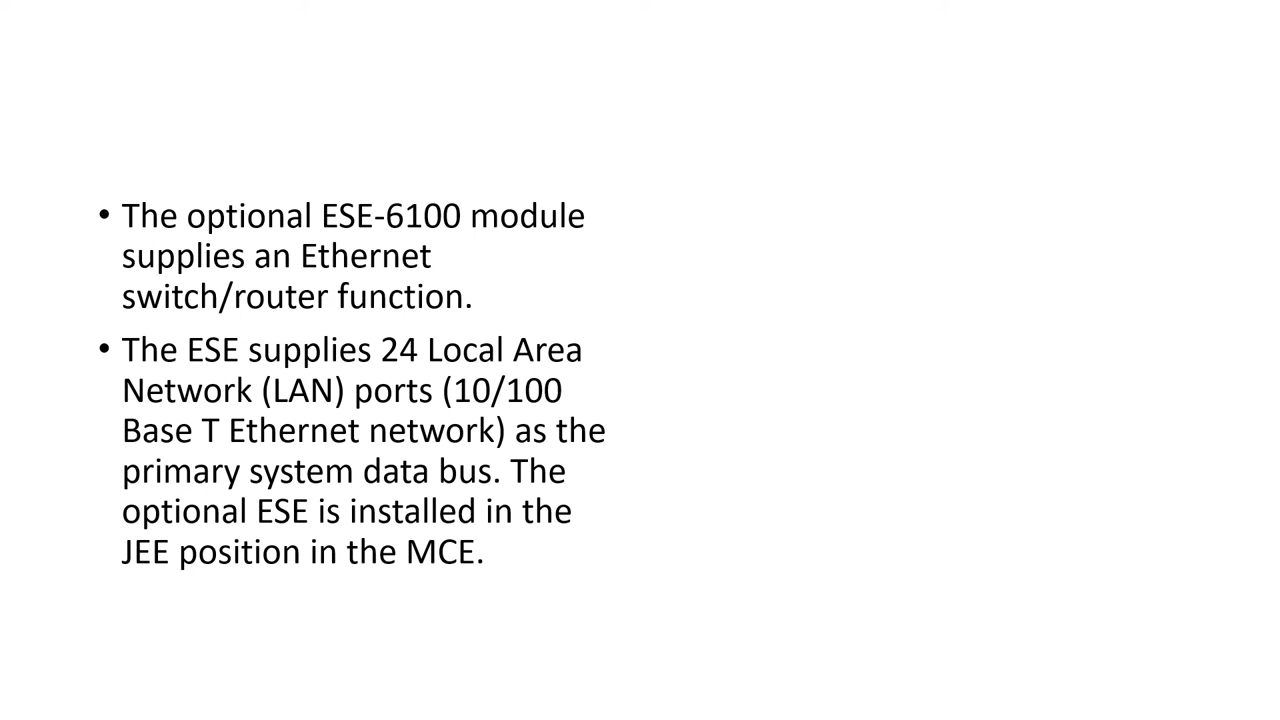 • The optional ESE-6100 module
supplies an Ethernet
switch/router function.
• The ESE supplies 24 Local Area
Network (LAN) ports (10/100
Base T Ethernet network) as the
primary system data bus. The
optional ESE is installed in the
JEE position in the MCE.